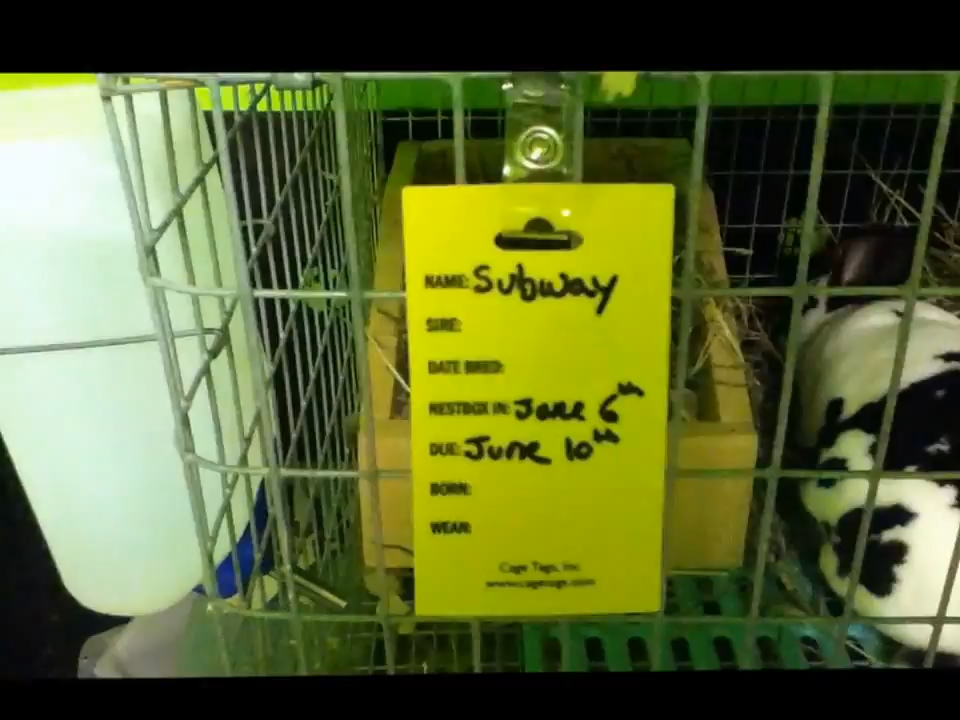 NAME: Subway
SIRE:
DATE BRED:
NESTBOX IN: June 6th
DUE: June 10th
BORN:
WEAN:
Cage Tags, Inc
www.cagetags.com